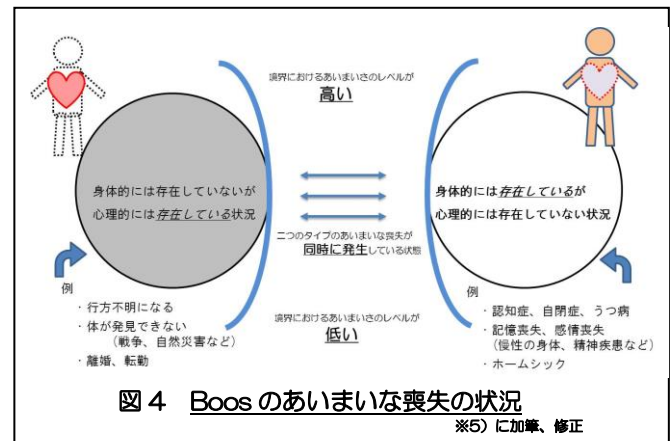 境界におけるあいまいさのレベルが
高い
身体的には存在していないが
心理的には存在している状況
身体的には存在しているが
心理的には存在していない状況
二つのタイプのあいまいな喪失が
同時に発生している状態
例
・行方不明になる
・体が発見できない
（戦争、自然災害など）
・離婚、転勤
境界におけるあいまいさのレベルが
低い
例
・認知症、自閉症、うつ病
・記憶喪失、感情喪失
（慢性の身体、精神疾患など）
・ホームシック
図４ Boosのあいまいな喪失の状況
※5）に加筆、修正